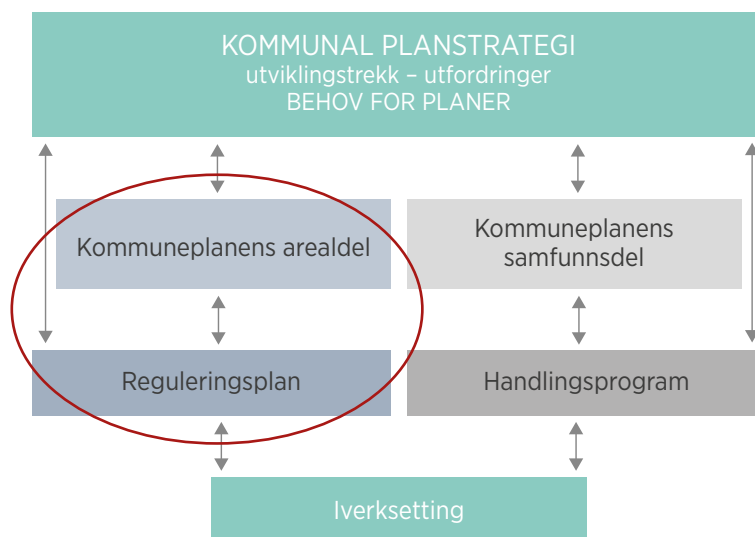 KOMMUNAL PLANSTRATEGI
utviklingstrekk – utfordringer
BEHOV FOR PLANER
Kommuneplanens arealdel
Kommuneplanens
samfunnsdel
Reguleringsplan
Handlingsprogram
Iverksetting